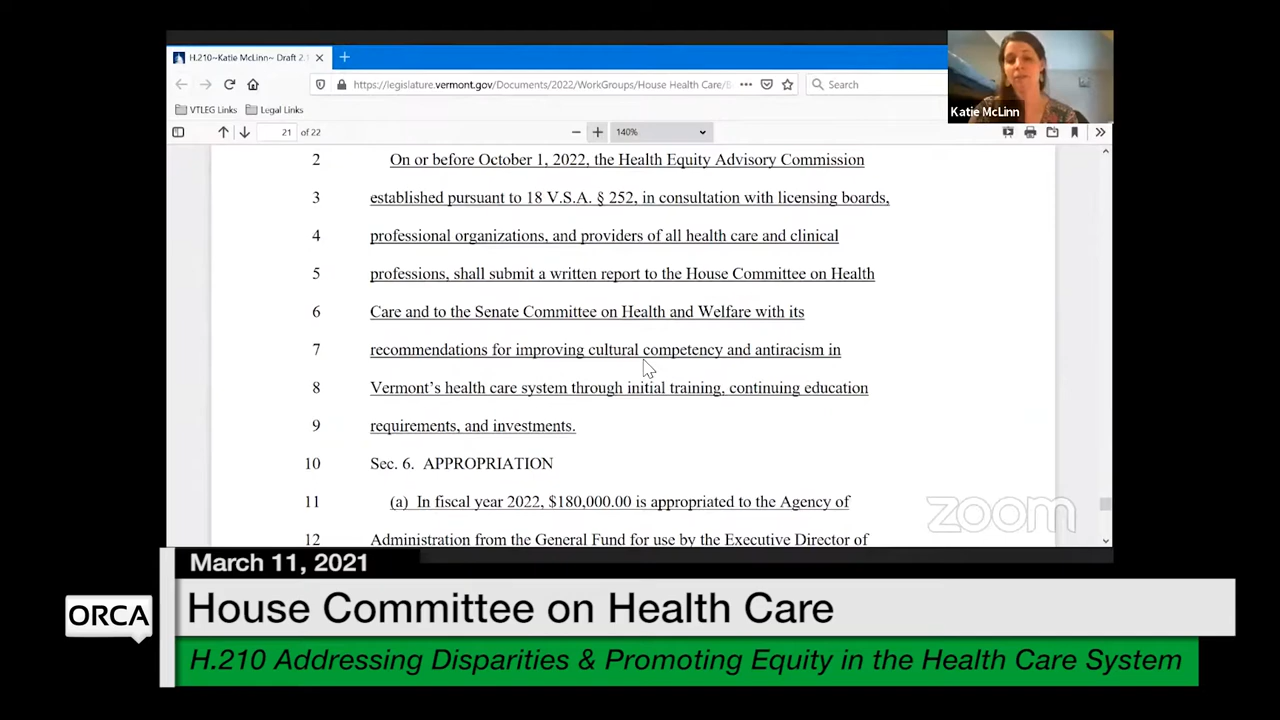 H.210~Katie McLinn~ Draft 2.1
https://legislature.vermont.gov/Documents/2022/WorkGroups/House Health Care/B
Search
VTLEG Links
Legal Links
Katie McLinn
21
of 22
140%
2 On or before October 1, 2022, the Health Equity Advisory Commission
3 established pursuant to 18 V.S.A. § 252, in consultation with licensing boards,
4 professional organizations, and providers of all health care and clinical
5 professions, shall submit a written report to the House Committee on Health
6 Care and to the Senate Committee on Health and Welfare with its
7 recommendations for improving cultural competency and antiracism in
8 Vermont's health care system through initial training, continuing education
9 requirements, and investments.
10 Sec. 6. APPROPRIATION
11 (a) In fiscal year 2022, $180,000.00 is appropriated to the Agency of
12 Administration from the General Fund for use by the Executive Director of
zoom
March 11, 2021
ORCA
House Committee on Health Care
H.210 Addressing Disparities & Promoting Equity in the Health Care System